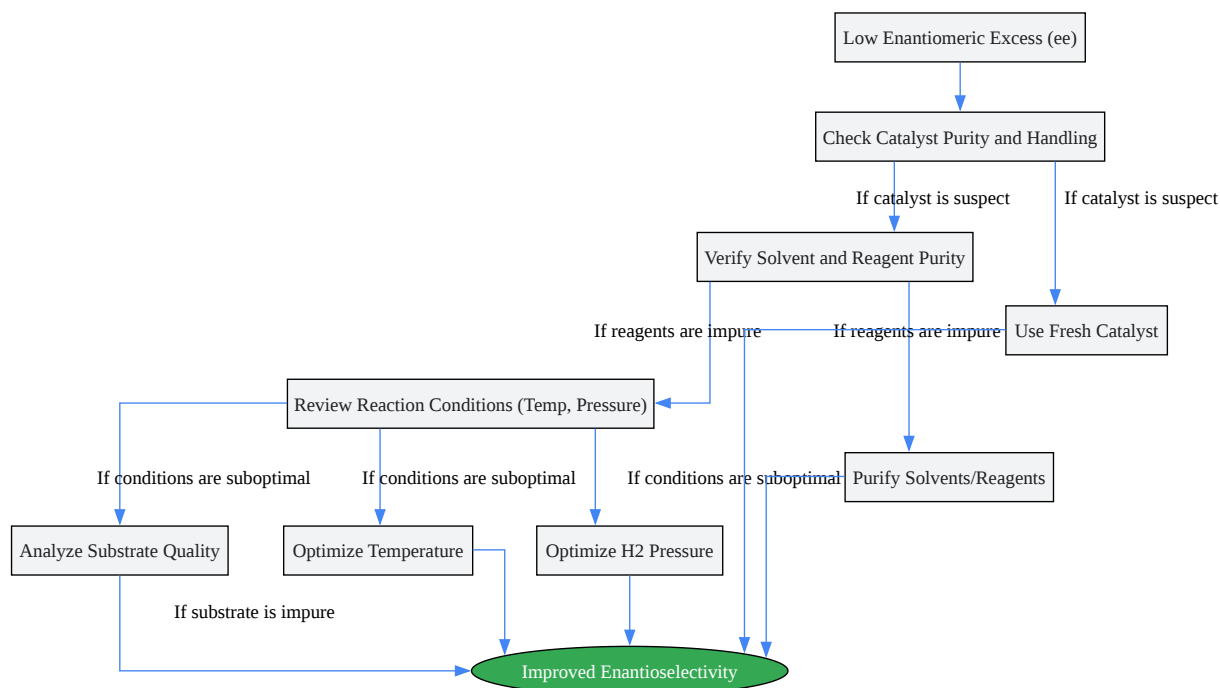 Low Enantiomeric Excess (ee)
Check Catalyst Purity and Handling
If catalyst is suspect
If catalyst is suspect
Verify Solvent and Reagent Purity
If reagents are impure
If reagents are impure
Use Fresh Catalyst
Review Reaction Conditions (Temp, Pressure)
If conditions are suboptimal
If conditions are suboptimal
If conditions are suboptimal
Purify Solvents/Reagents
Analyze Substrate Quality
Optimize Temperature
Optimize H2 Pressure
If substrate is impure
Improved Enantioselectivity